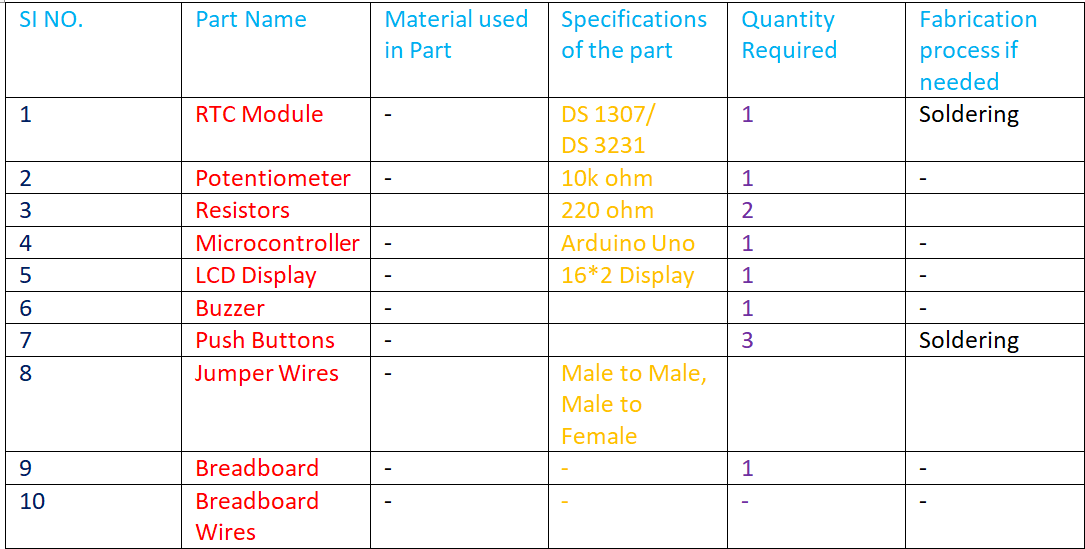 SI NO. Part Name Material used in Part Specifications of the part Quantity Required Fabrication process if needed
1 RTC Module - DS 1307/ DS 3231 1 Soldering
2 Potentiometer - 10k ohm 1 -
3 Resistors 220 ohm 2
4 Microcontroller - Arduino Uno 1 -
5 LCD Display - 16*2 Display 1 -
6 Buzzer - 1 -
7 Push Buttons - 3 Soldering
8 Jumper Wires - Male to Male, Male to Female
9 Breadboard - - 1 -
10 Breadboard Wires - - - -